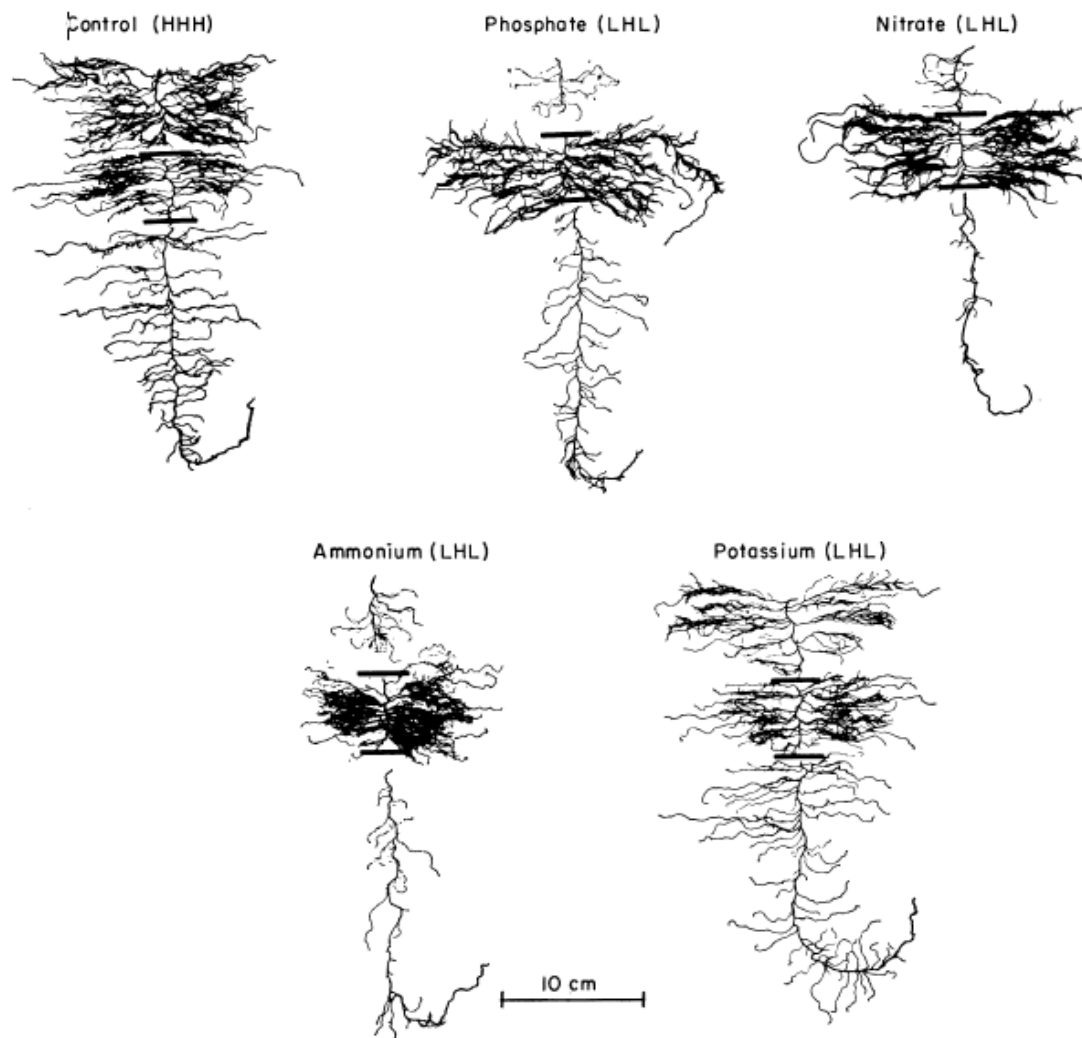 Control (HHH)
Phosphate (LHL)
Nitrate (LHL)
Ammonium (LHL)
Potassium (LHL)
10 cm